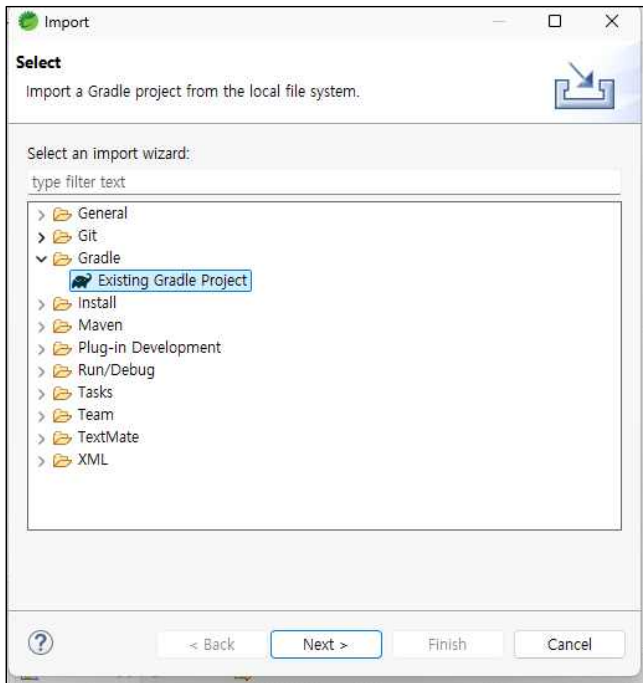 Import
Select
Import a Gradle project from the local file system.
Select an import wizard:
type filter text
General
Git
Gradle
Existing Gradle Project
Install
Maven
Plug-in Development
Run/Debug
Tasks
Team
TextMate
XML
?
< Back
Next >
Finish
Cancel